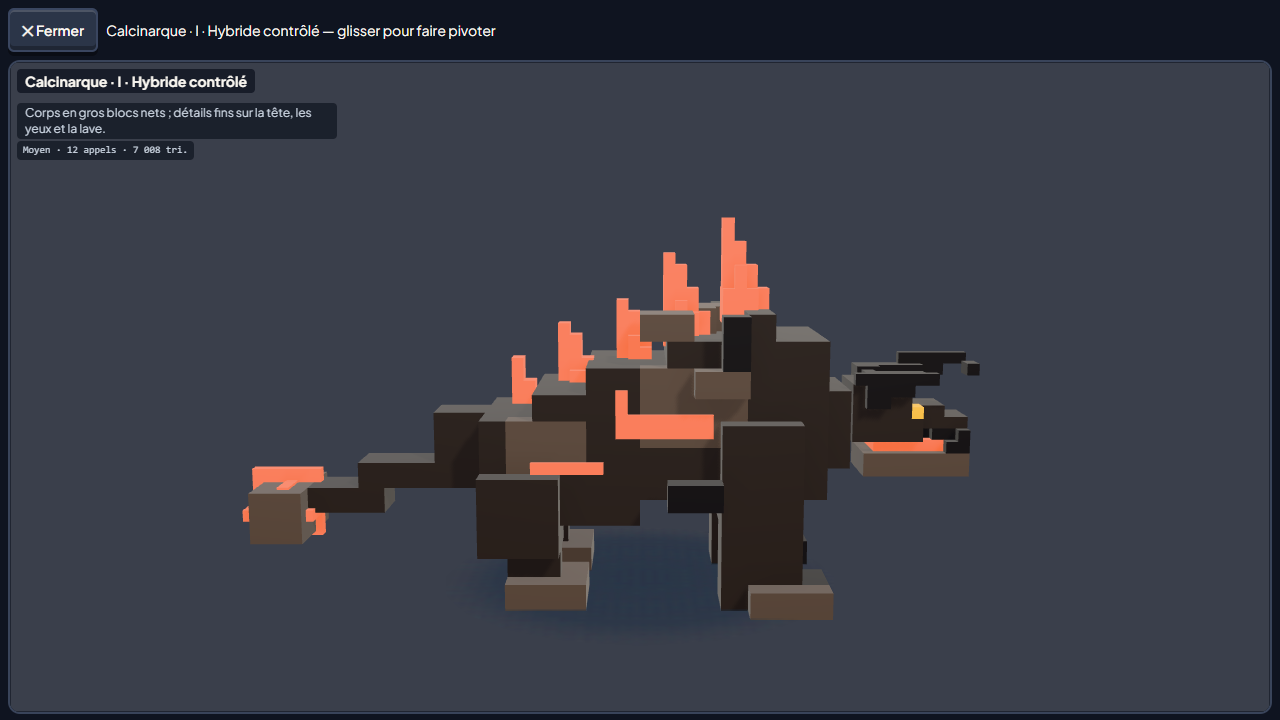 ✕Fermer
Calcinarque · I · Hybride contrôlé — glisser pour faire pivoter
Calcinarque · I · Hybride contrôlé
Corps en gros blocs nets ; détails fins sur la tête, les
yeux et la lave.
Moyen · 12 appels · 7 008 tri.